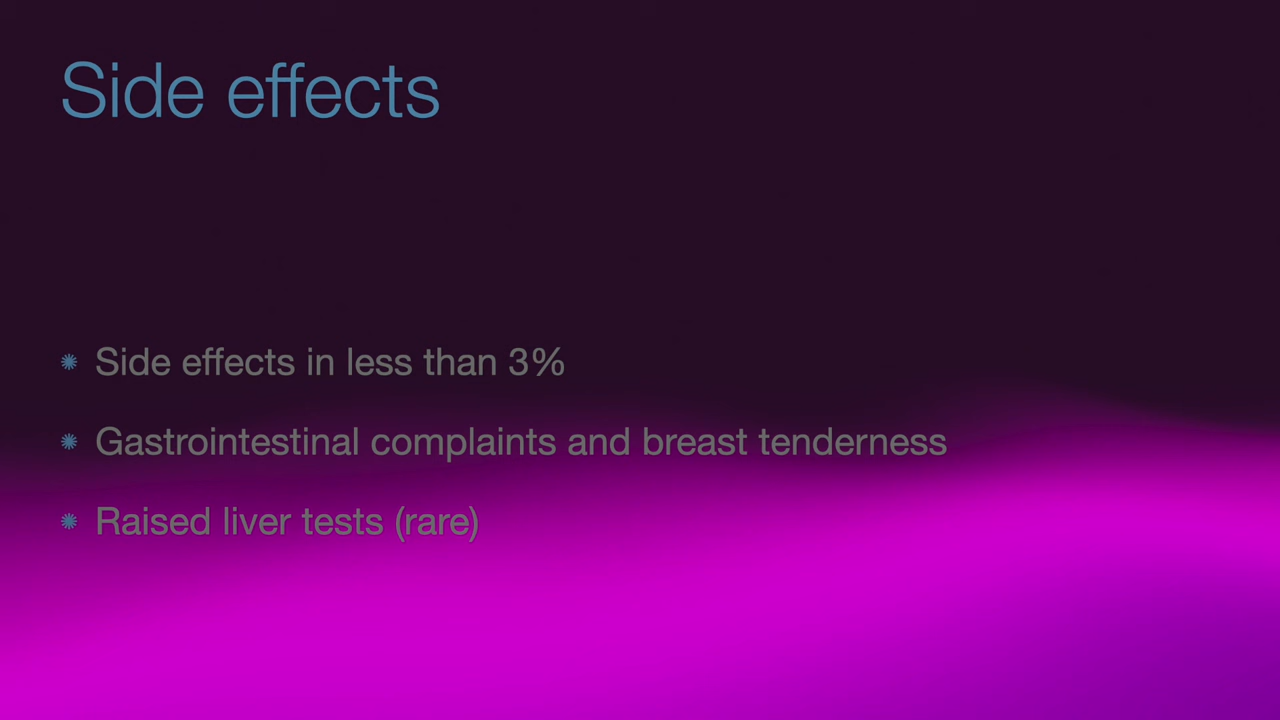 Side effects
Side effects in less than 3%
Gastrointestinal complaints and breast tenderness
Raised liver tests (rare)